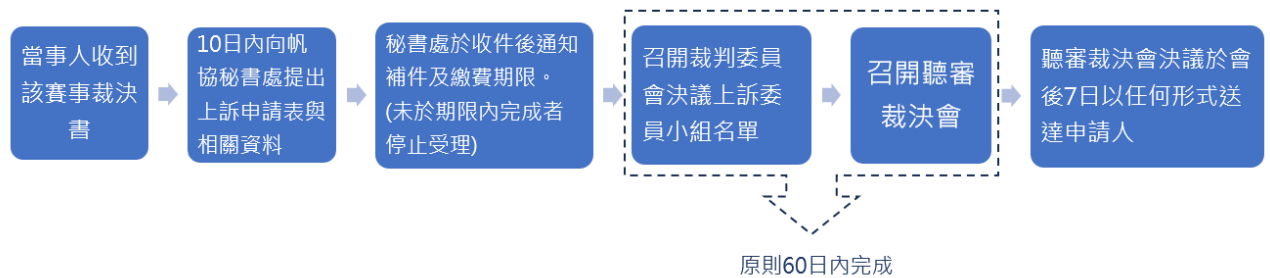 當事人收到
該賽事裁決
書
10日內向帆
協秘書處提出
上訴申請表與
相關資料
秘書處於收件後通知
補件及繳費期限。
(未於期限內完成者
停止受理)
召開裁判委員
會決議上訴委
員小組名單
召開聽審
裁決會
聽審裁決會決議於會
後7日以任何形式送
達申請人
原則60日內完成